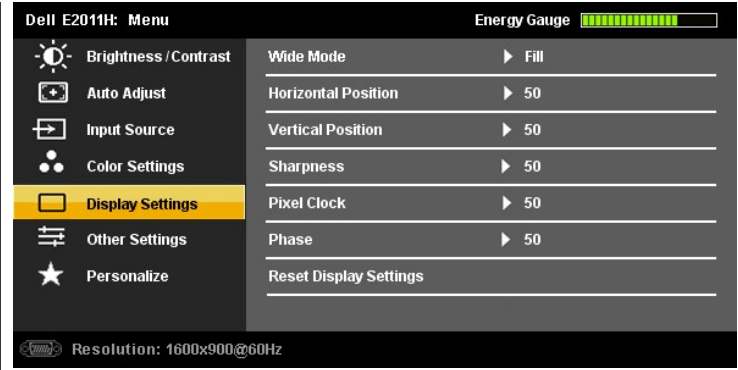 Dell E2011H: Menu Energy Gauge
Brightness / Contrast Wide Mode Fill
Auto Adjust Horizontal Position 50
Input Source Vertical Position 50
Color Settings Sharpness 50
Display Settings Pixel Clock 50
Other Settings Phase 50
Personalize Reset Display Settings
Resolution: 1600x900@60Hz